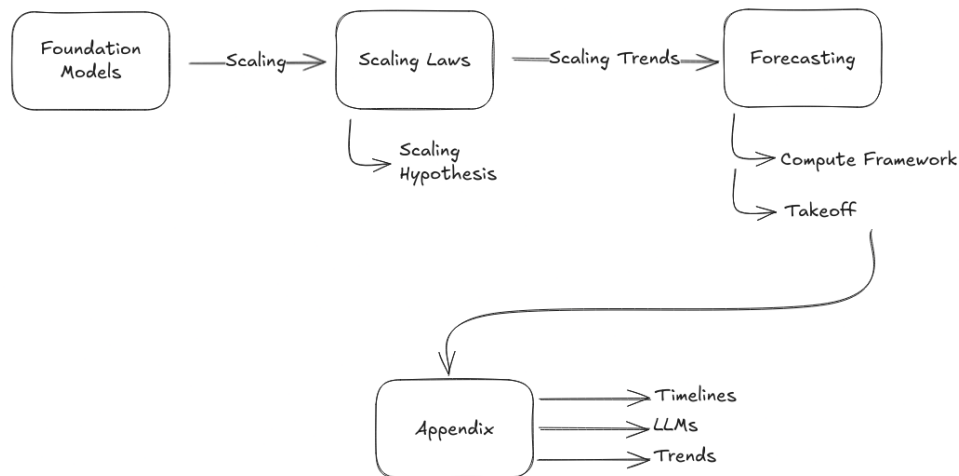 Foundation
Models
Scaling
Scaling Laws
Scaling Trends
Forecasting
Scaling
Hypothesis
Compute Framework
Takeoff
Appendix
Timelines
LLMs
Trends